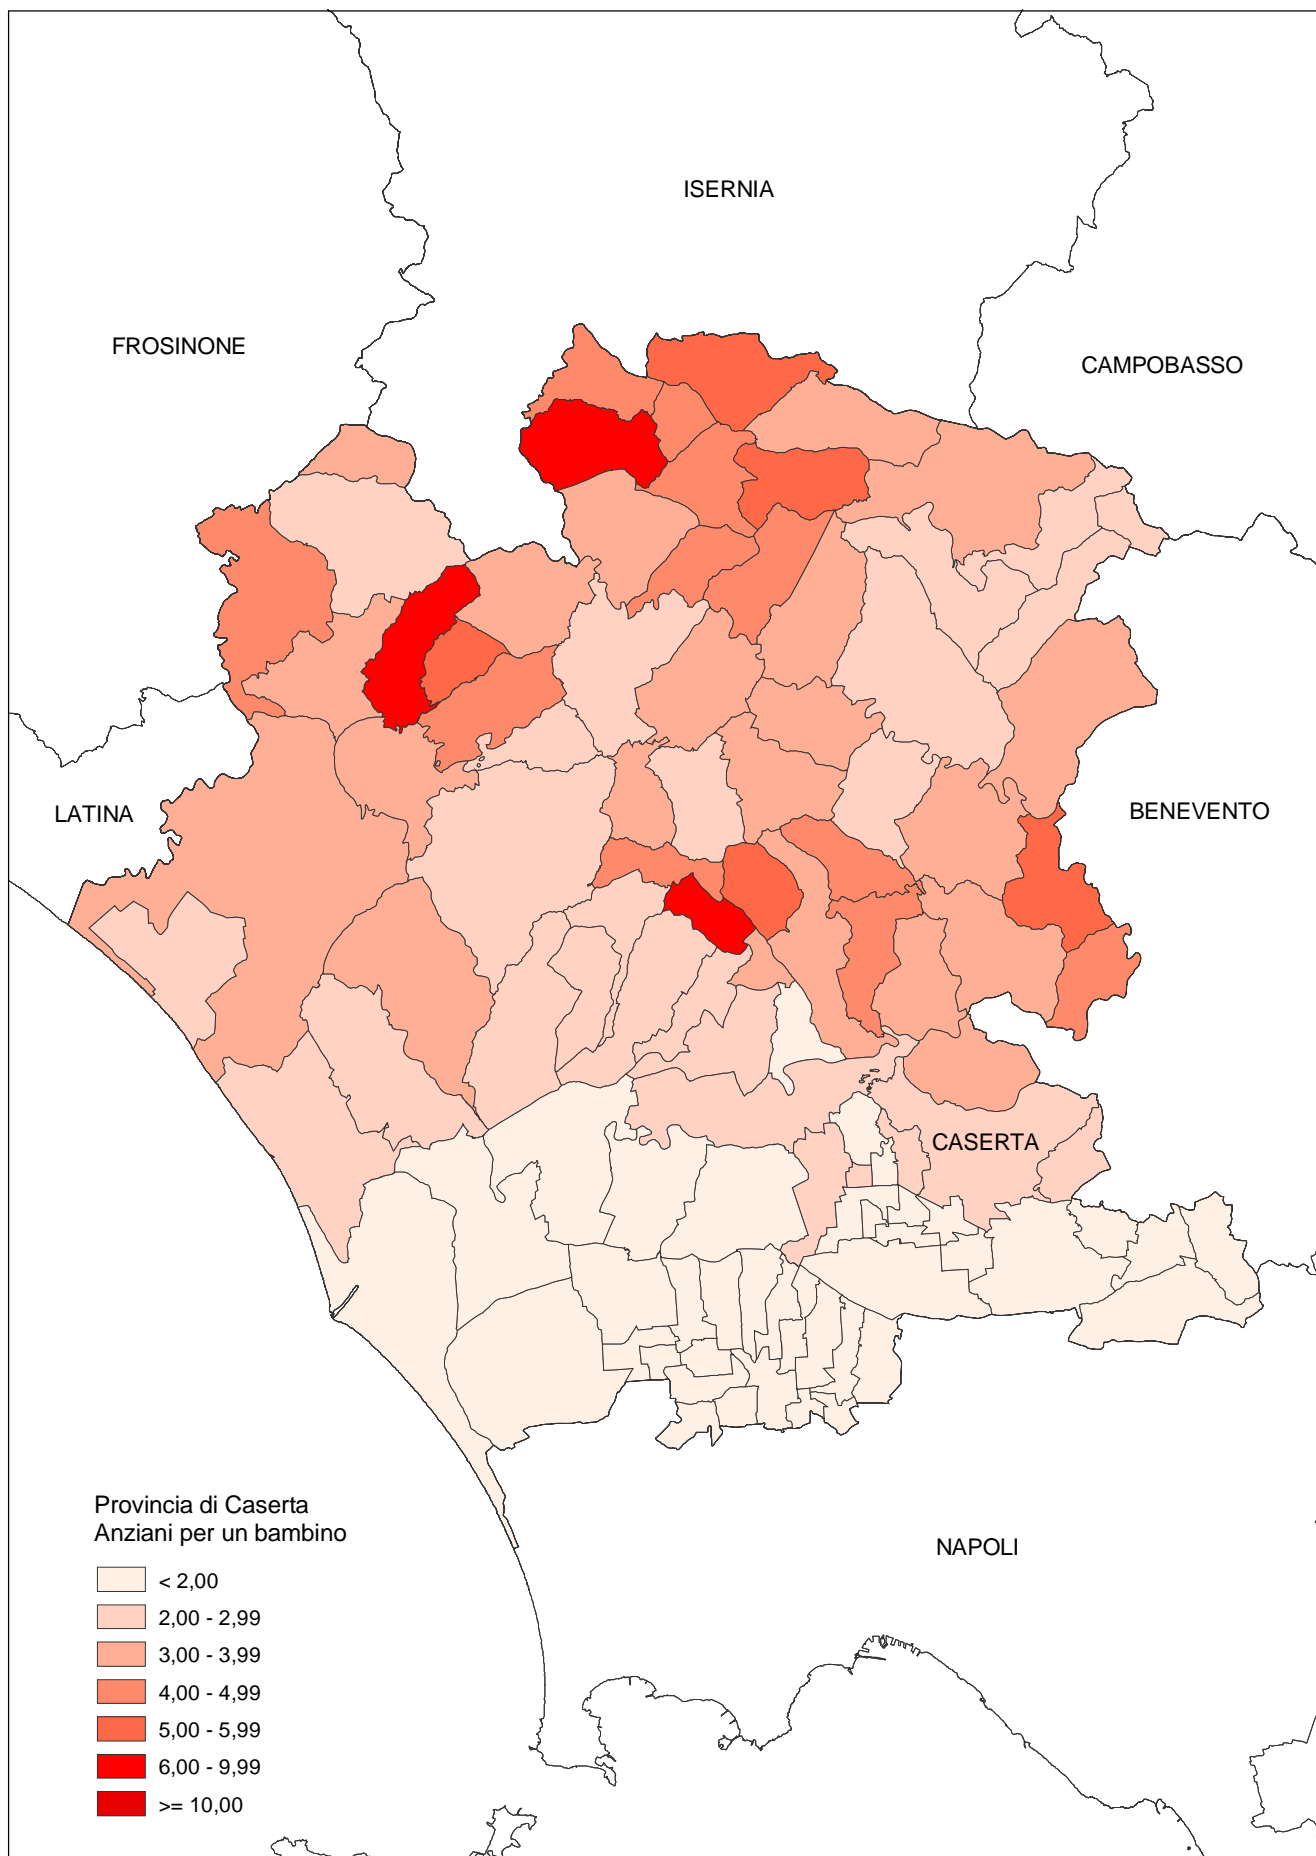 ISERNIA
FROSINONE
CAMPOBASSO
LATINA
BENEVENTO
CASERTA
Provincia di Caserta
Anziani per un bambino
NAPOLI
< 2,00
2,00 - 2,99
3,00 - 3,99
4,00 - 4,99
5,00 - 5,99
6,00 - 9,99
>= 10,00